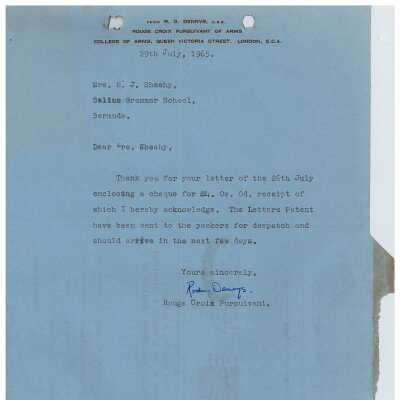 FROM R. O. DENNYS, O.B.E.
ROUGE CROIX PURSUIVANT OF ARMS
COLLEGE OF ARMS, QUEEN VICTORIA STREET, LONDON, E.C.4.
29th July, 1965.
Mrs. E. J. Sheehy,
Saltus Grammar School,
Bermuda.
Dear Mrs. Sheehy,
Thank you for your letter of the 26th July
enclosing a cheque for £4. 0s. 0d, receipt of
which I hereby acknowledge. The Letters Patent
have been sent to the packers for despatch and
should arrive in the next few days.
Yours sincerely,
Rodney Dennys.
Rouge Croix Pursuivant.